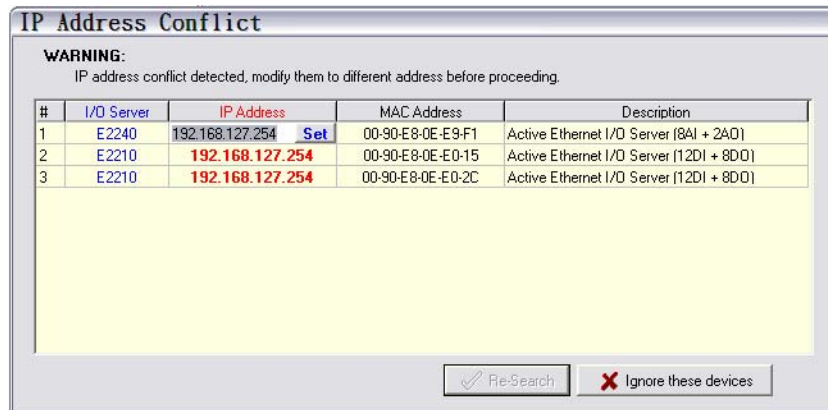 IP Address Conflict
WARNING:
IP address conflict detected, modify them to different address before proceeding.
# I/O Server IP Address MAC Address Description
1 E2240 192.168.127.254 Set 00-90-E8-0E-E9-F1 Active Ethernet I/O Server (8AI + 2AO)
2 E2210 192.168.127.254 00-90-E8-0E-E0-15 Active Ethernet I/O Server (12DI + 8DO)
3 E2210 192.168.127.254 00-90-E8-0E-E0-2C Active Ethernet I/O Server (12DI + 8DO)
Re-Search Ignore these devices